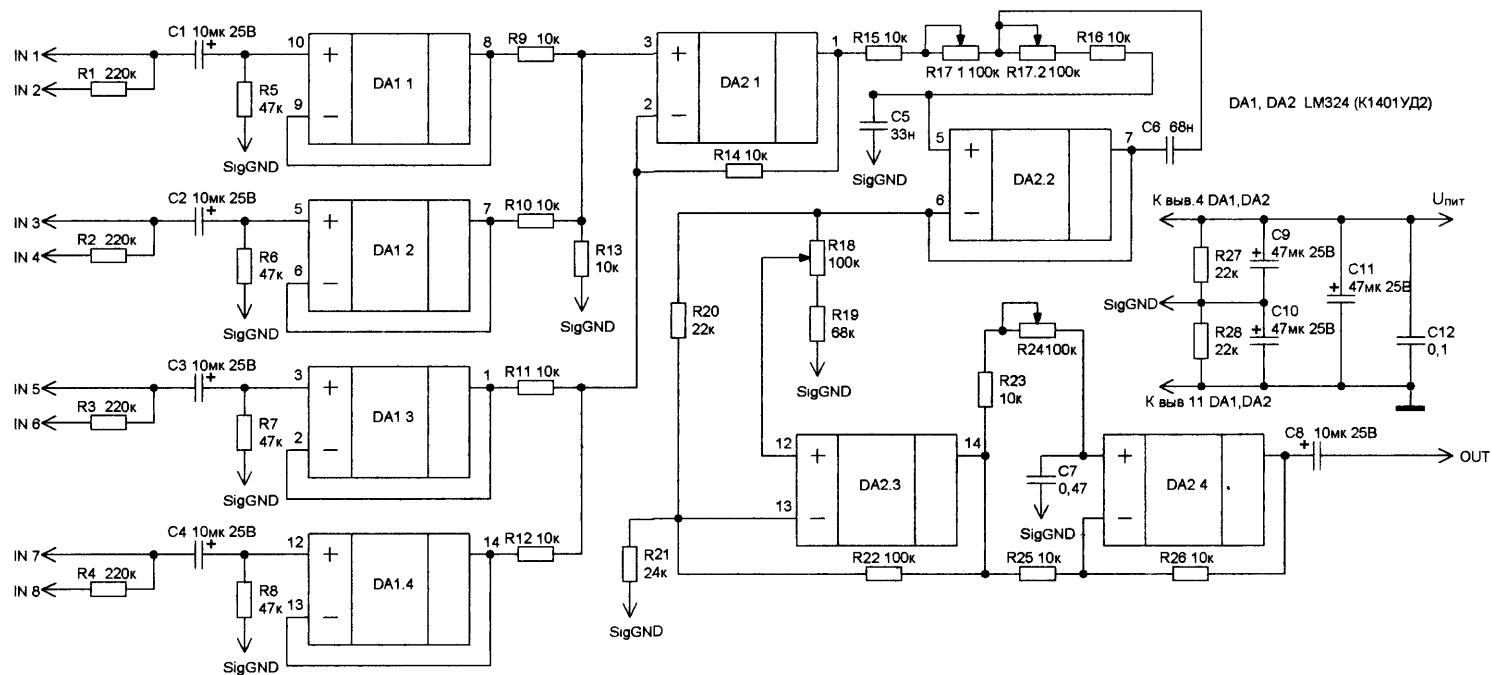 C1 10мк 25В
+
IN 1
IN 2
R1 220к
R5
47к
SigGND
10
9
+
−
DA1 1
8
R9 10к
C2 10мк 25В
+
IN 3
IN 4
R2 220к
R6
47к
SigGND
5
6
+
−
DA1 2
7
R10 10к
R13
10к
SigGND
C3 10мк 25В
+
IN 5
IN 6
R3 220к
R7
47к
SigGND
3
2
+
−
DA1 3
1
R11 10к
C4 10мк 25В
+
IN 7
IN 8
R4 220к
R8
47к
SigGND
12
13
+
−
DA1.4
14
R12 10к
3
2
+
−
DA2 1
1
R14 10к
R15 10к
R17 1 100к
R17.2 100к
R16 10к
C5
33н
SigGND
5
6
+
−
DA2.2
7
C6 68н
DA1, DA2 LM324 (К1401УД2)
R18
100к
R19
68к
SigGND
R20
22к
R21
24к
SigGND
12
13
+
−
DA2.3
14
R22 100к
R23
10к
R24 100к
C7
0,47
SigGND
R25 10к
+
−
DA2 4
R26 10к
C8 10мк 25В
+
OUT
К выв.4 DA1, DA2
Uпит
R27
22к
C9
+ 47мк 25В
SigGND
R28
22к
C10
+ 47мк 25В
C11
+ 47мк 25В
C12
0,1
К выв 11 DA1, DA2